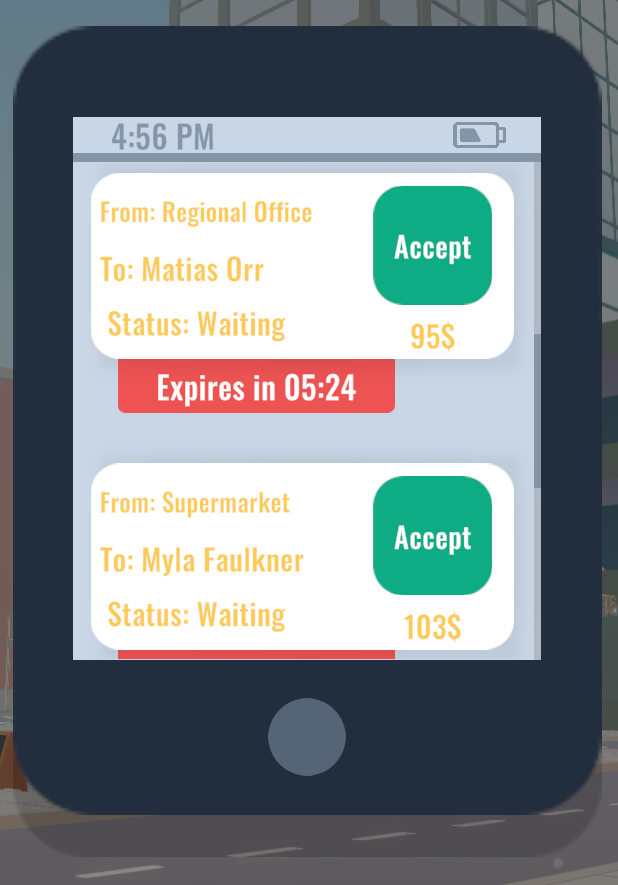 4:56 PM
From: Regional Office
Accept
To: Matias Orr
Status: Waiting
95$
Expires in 05:24
From: Supermarket
Accept
To: Myla Faulkner
Status: Waiting
103$